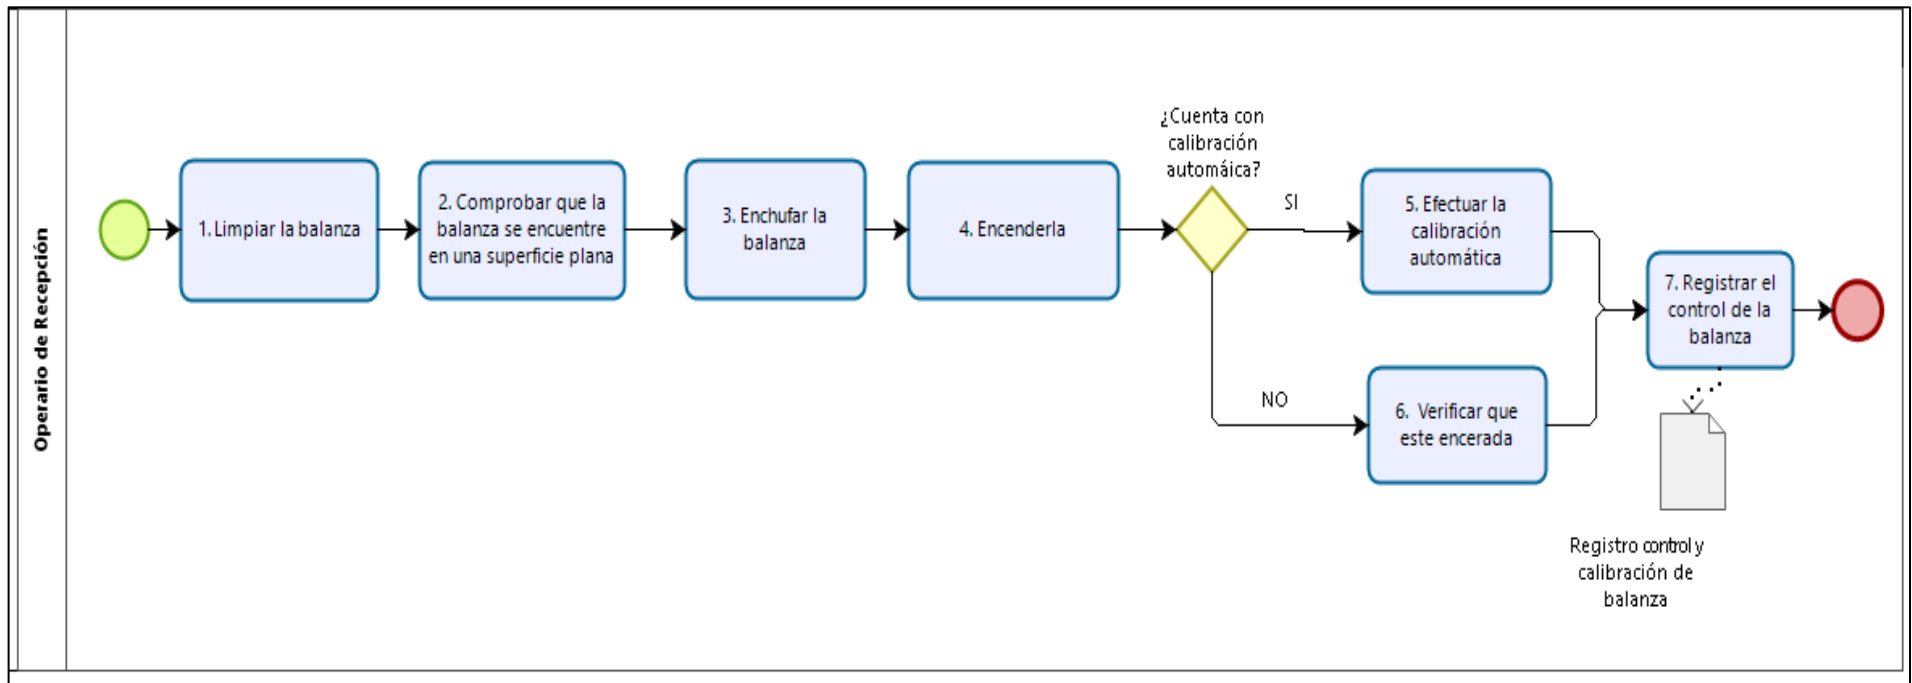 Operario de Recepción
1. Limpiar la balanza
2. Comprobar que la
balanza se encuentre
en una superficie plana
3. Enchufar la
balanza
4. Encenderla
¿Cuenta con
calibración
automáica?
SI
5. Efectuar la
calibración
automática
NO
6. Verificar que
este encerada
7. Registrar el
control de la
balanza
Registro control y
calibración de
balanza